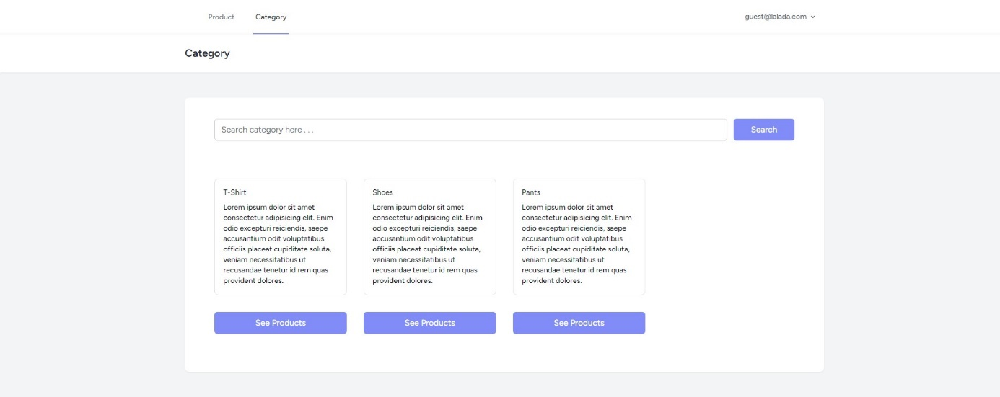 Product Category guest@lalada.com
Category
Search category here . . . Search
T-Shirt
Lorem ipsum dolor sit amet
consectetur adipisicing elit. Enim
odio excepturi reiciendis, saepe
accusantium odit voluptatibus
officiis placeat cupiditate soluta,
veniam necessitatibus ut
recusandae tenetur id rem quas
provident dolores.
See Products
Shoes
Lorem ipsum dolor sit amet
consectetur adipisicing elit. Enim
odio excepturi reiciendis, saepe
accusantium odit voluptatibus
officiis placeat cupiditate soluta,
veniam necessitatibus ut
recusandae tenetur id rem quas
provident dolores.
See Products
Pants
Lorem ipsum dolor sit amet
consectetur adipisicing elit. Enim
odio excepturi reiciendis, saepe
accusantium odit voluptatibus
officiis placeat cupiditate soluta,
veniam necessitatibus ut
recusandae tenetur id rem quas
provident dolores.
See Products